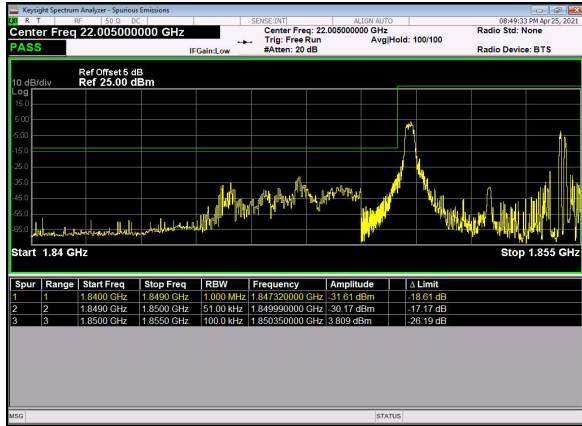 Keysight Spectrum Analyzer - Spurious Emissions
R T RF 50 Ω DC SENSE:INT ALIGN AUTO 08:49:33 PM Apr 25, 2021
Center Freq 22.005000000 GHz Center Freq: 22.005000000 GHz Radio Std: None
Trig: Free Run Avg|Hold: 100/100
PASS IFGain:Low #Atten: 20 dB Radio Device: BTS
Ref Offset 6 dB
10 dB/div Ref 25.00 dBm
Log
15.0
5.00
-5.00
-15.0
-25.0
-35.0
-45.0
-55.0
-65.0
Start 1.84 GHz Stop 1.855 GHz
Spur Range Start Freq Stop Freq RBW Frequency Amplitude Δ Limit
1 1 1.8400 GHz 1.8490 GHz 1.000 MHz 1.847320000 GHz -31.61 dBm -18.61 dB
2 2 1.8490 GHz 1.8500 GHz 51.00 kHz 1.849990000 GHz -30.17 dBm -17.17 dB
3 3 1.8500 GHz 1.8550 GHz 100.0 kHz 1.850350000 GHz 3.809 dBm -26.19 dB
MSG STATUS